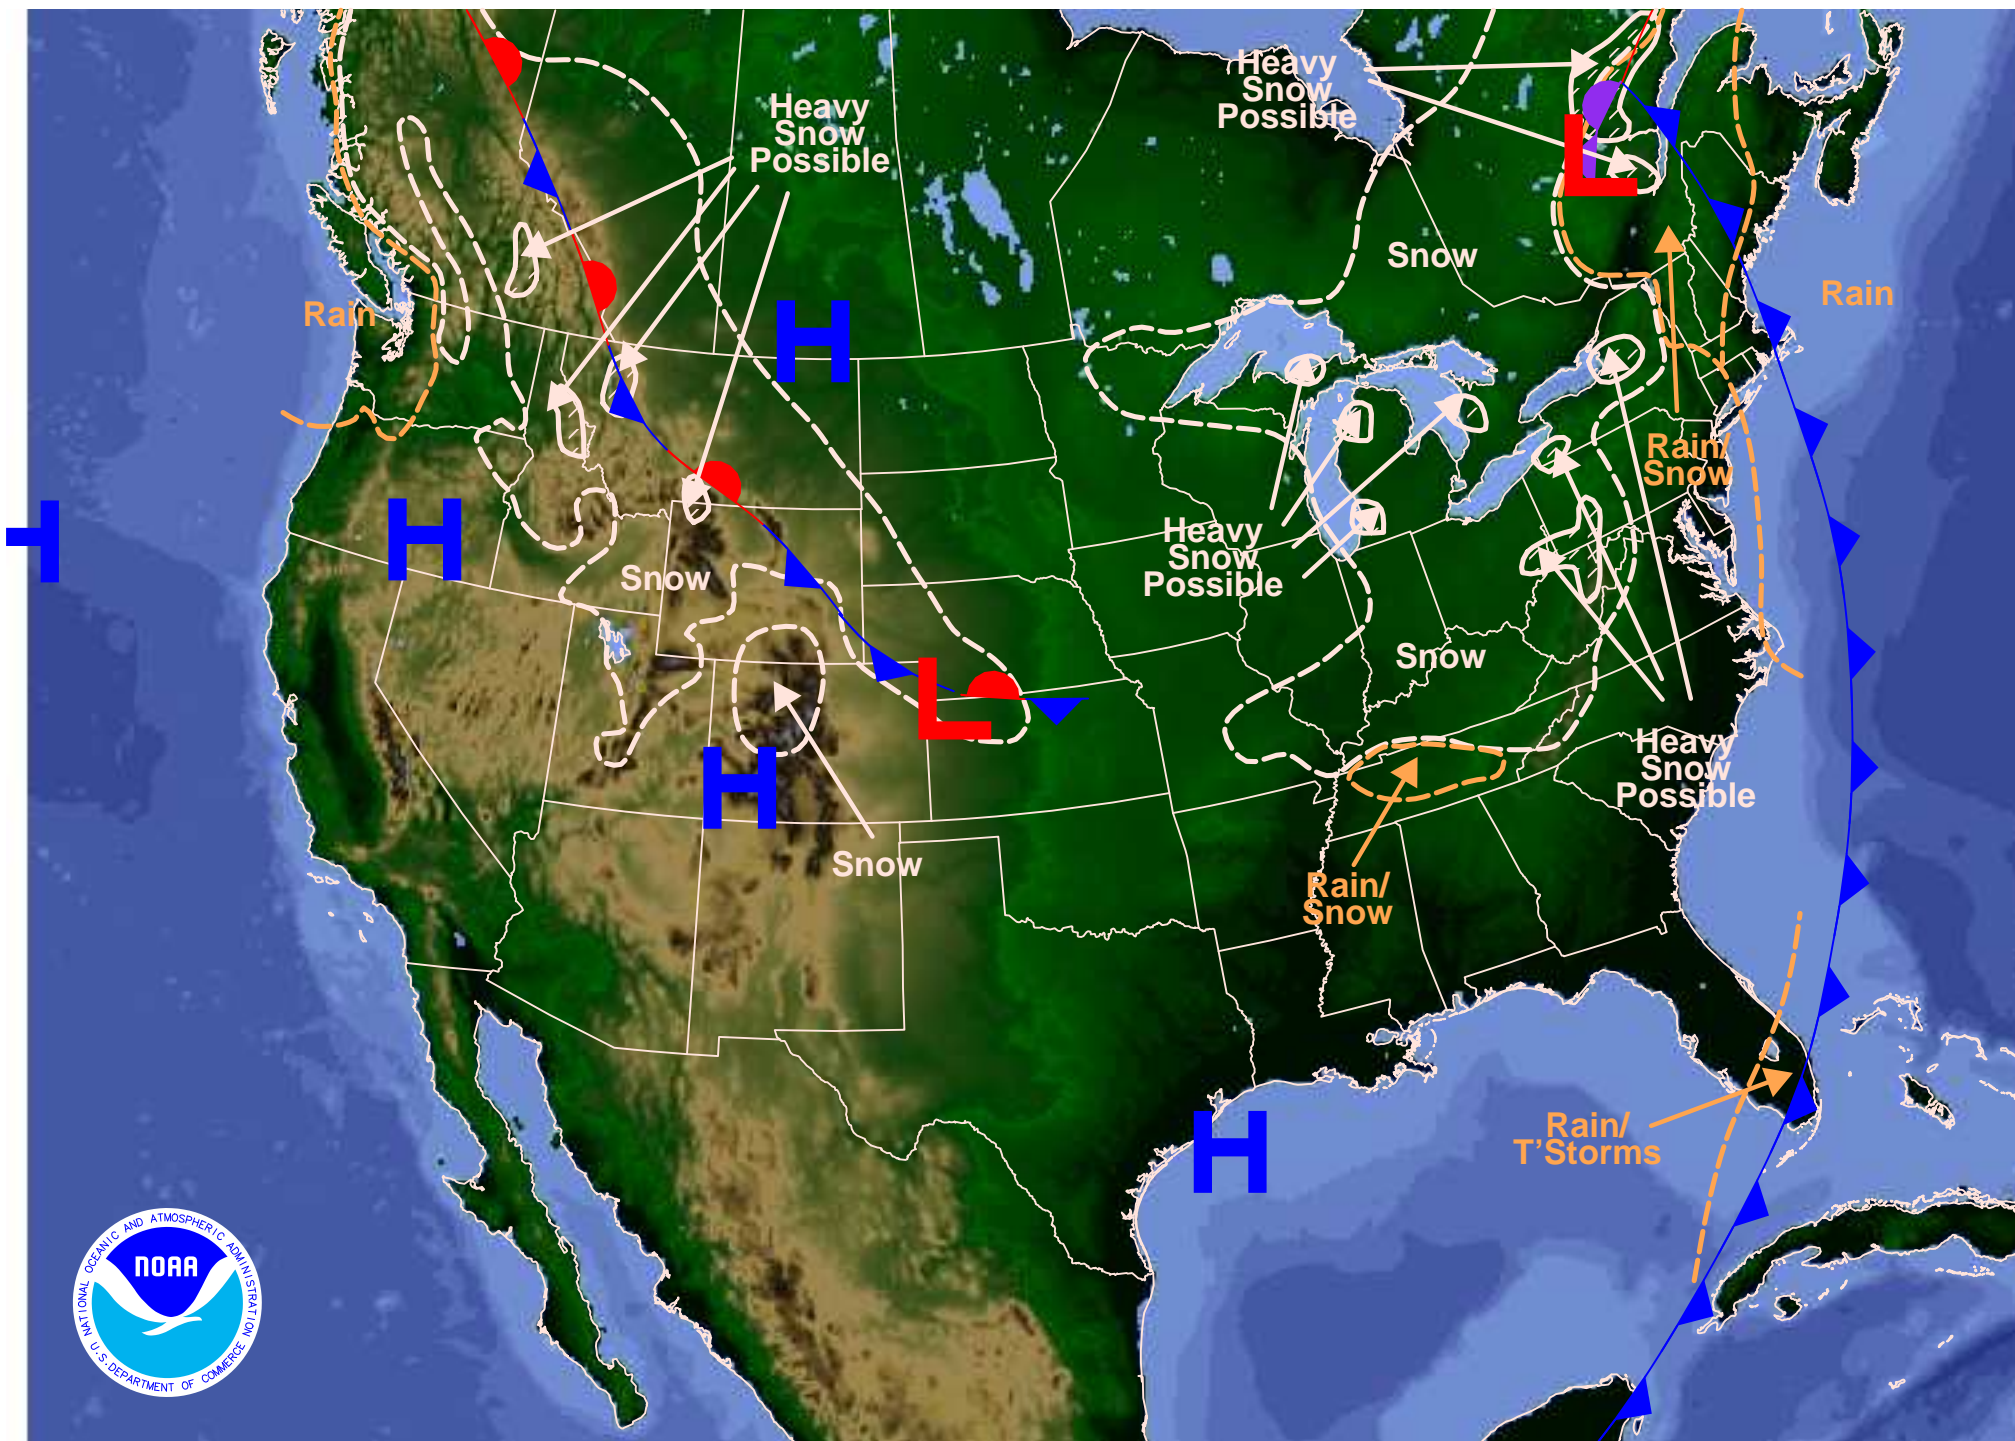 Heavy
Snow
Possible
Heavy
Snow
Possible
L
Snow
Rain
Rain
H
H
H
Rain/
Snow
Heavy
Snow
Possible
H
Snow
Snow
L
H
Heavy
Snow
Possible
Snow
Rain/
Snow
Rain/
T'Storms
H
NATIONAL OCEANIC AND ATMOSPHERIC ADMINISTRATION
NOAA
U.S. DEPARTMENT OF COMMERCE